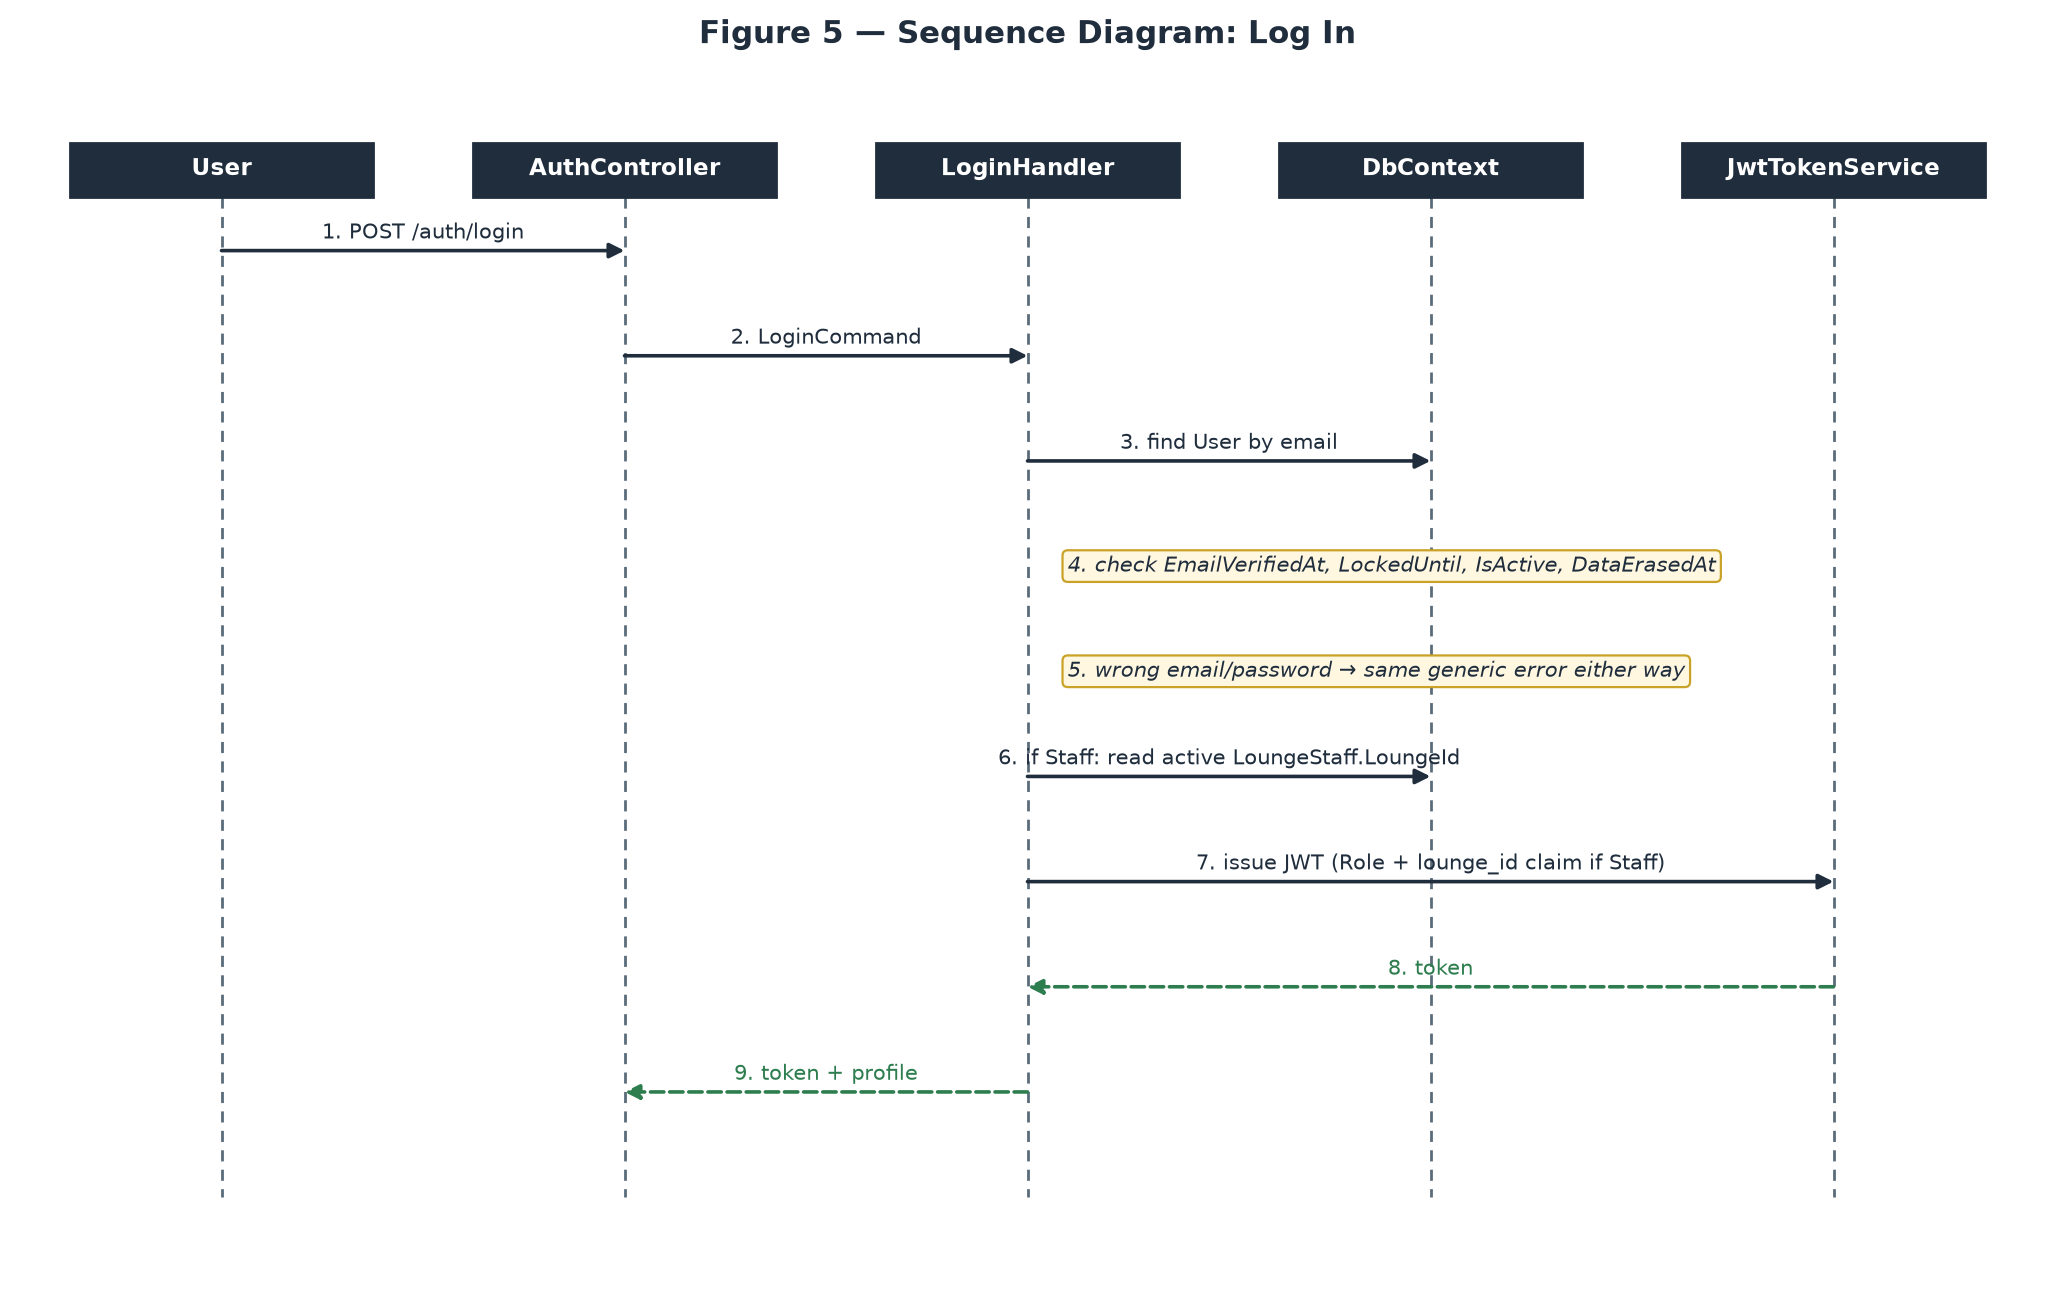 Figure 5 — Sequence Diagram: Log In
User
AuthController
LoginHandler
DbContext
JwtTokenService
1. POST /auth/login
2. LoginCommand
3. find User by email
4. check EmailVerifiedAt, LockedUntil, IsActive, DataErasedAt
5. wrong email/password → same generic error either way
6. if Staff: read active LoungeStaff.LoungeId
7. issue JWT (Role + lounge_id claim if Staff)
8. token
9. token + profile